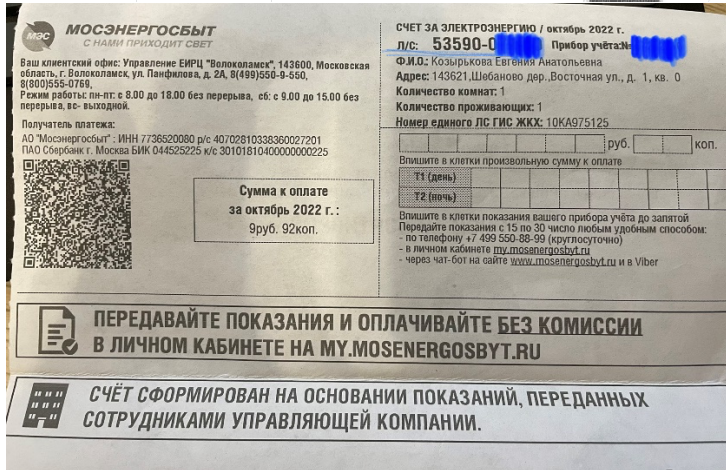 МОСЭНЕРГОСБЫТ
МЭС
С НАМИ ПРИХОДИТ СВЕТ
Ваш клиентский офис: Управление ЕИРЦ "Волоколамск", 143600, Московская
область, г. Волоколамск, ул. Панфилова, д. 2А, 8(499)550-9-550,
8(800)555-0769,
Режим работы: пн-пт: с 8.00 до 18.00 без перерыва, сб: с 9.00 до 15.00 без
перерыва, вс- выходной.
Получатель платежа:
АО "Мосэнергосбыт" : ИНН 7736520080 р/с 40702810338360027201
ПАО Сбербанк г. Москва БИК 044525225 к/с 30101810400000000225
Сумма к оплате
за октябрь 2022 г. :
9руб. 92коп.
СЧЕТ ЗА ЭЛЕКТРОЭНЕРГИЮ / октябрь 2022 г.
Л/С: 53590-0 Прибор учёта:№
Ф.И.О.: Козырькова Евгения Анатольевна
Адрес: 143621,Шебаново дер.,Восточная ул., д. 1, кв. 0
Количество комнат: 1
Количество проживающих: 1
Номер единого ЛС ГИС ЖКХ: 10КА975125
руб. коп.
Впишите в клетки произвольную сумму к оплате
Т1 (день)
Т2 (ночь)
Впишите в клетки показания вашего прибора учёта до запятой
Передайте показания с 15 по 30 число любым удобным способом:
- по телефону +7 499 550-88-99 (круглосуточно)
- в личном кабинете my.mosenergosbyt.ru
- через чат-бот на сайте www.mosenergosbyt.ru и в Viber
ПЕРЕДАВАЙТЕ ПОКАЗАНИЯ И ОПЛАЧИВАЙТЕ БЕЗ КОМИССИИ
В ЛИЧНОМ КАБИНЕТЕ НА MY.MOSENERGOSBYT.RU
СЧЁТ СФОРМИРОВАН НА ОСНОВАНИИ ПОКАЗАНИЙ, ПЕРЕДАННЫХ
СОТРУДНИКАМИ УПРАВЛЯЮЩЕЙ КОМПАНИИ.